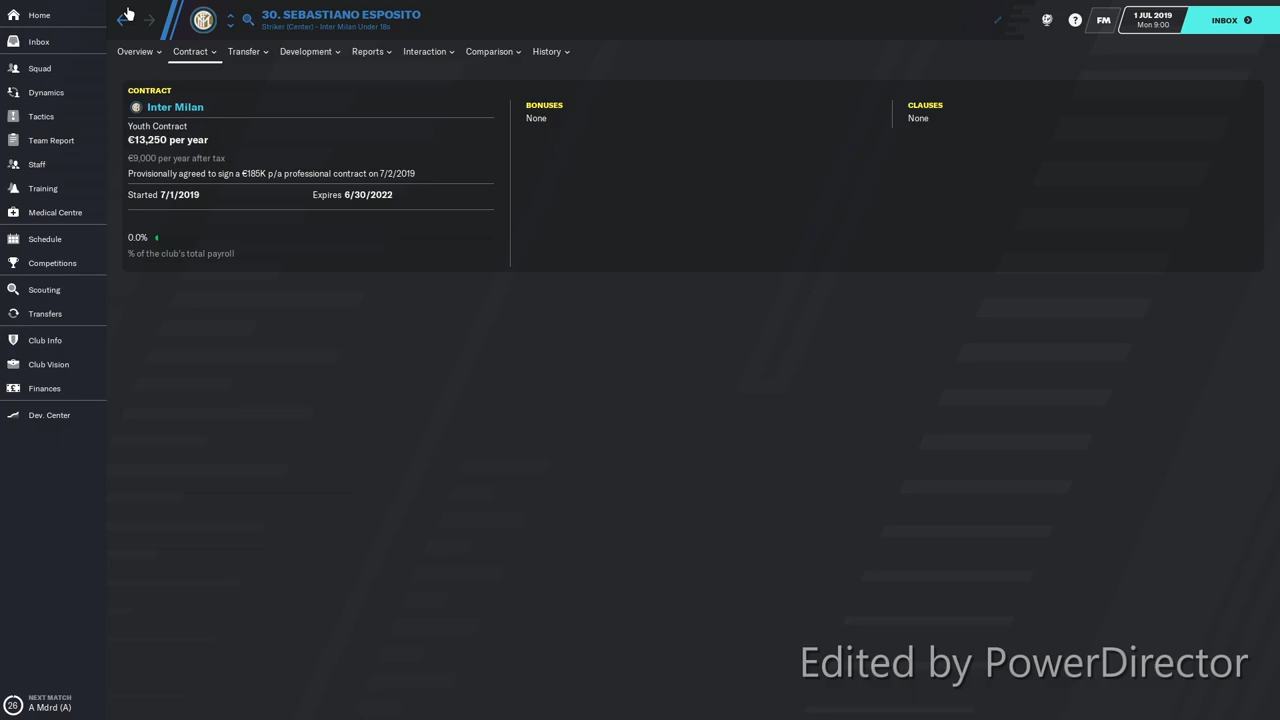 Home
Inbox
Squad
Dynamics
Tactics
Team Report
Staff
Training
Medical Centre
Schedule
Competitions
Scouting
Transfers
Club Info
Club Vision
Finances
Dev. Center
26
NEXT MATCH
A Mdrd (A)
30. SEBASTIANO ESPOSITO
Striker (Center) - Inter Milan Under 18s
?
FM
1 JUL 2019
Mon 9:00
INBOX
Overview
Contract
Transfer
Development
Reports
Interaction
Comparison
History
CONTRACT
Inter Milan
Youth Contract
€13,250 per year
€9,000 per year after tax
Provisionally agreed to sign a €185K p/a professional contract on 7/2/2019
Started 7/1/2019 Expires 6/30/2022
0.0%
% of the club's total payroll
BONUSES
None
CLAUSES
None
Edited by PowerDirector